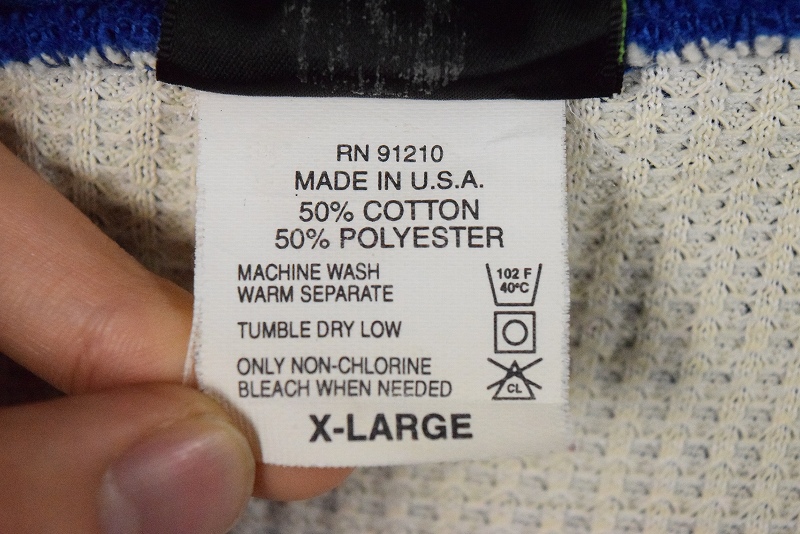 RN 91210
MADE IN U.S.A.
50% COTTON
50% POLYESTER
MACHINE WASH
WARM SEPARATE
102 F
40°C
TUMBLE DRY LOW
ONLY NON-CHLORINE
BLEACH WHEN NEEDED
CL
X-LARGE